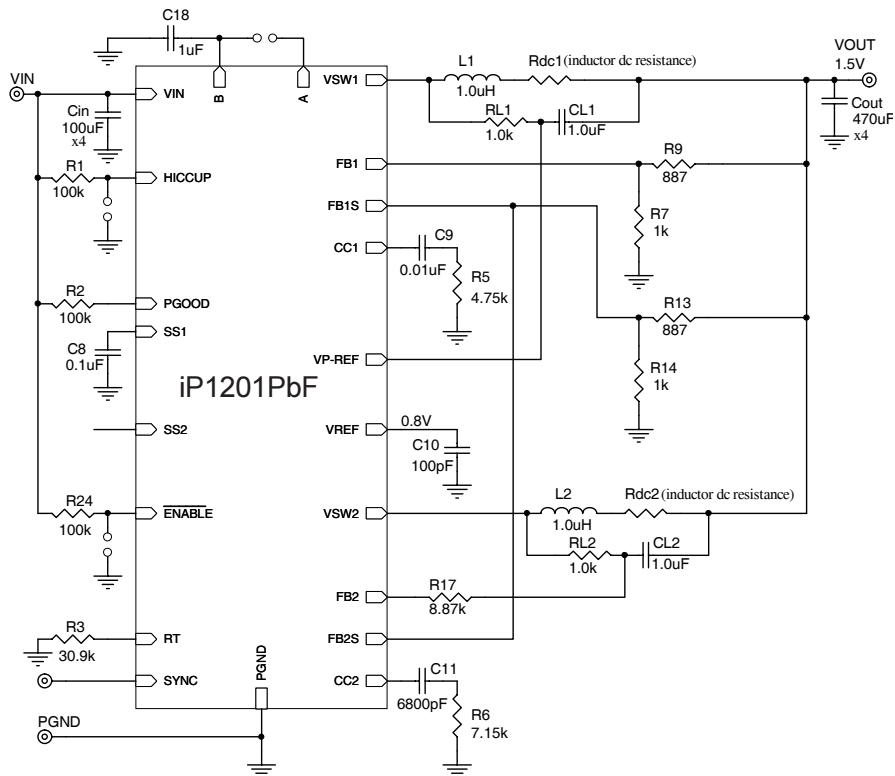 C18
1uF
VIN
VIN
Cin
100uF
x4
B
A
VSW1
L1
1.0uH
Rdc1 (inductor dc resistance)
RL1
1.0k
CL1
1.0uF
VOUT
1.5V
Cout
470uF
x4
R1
100k
HICCUP
FB1
R9
887
FB1S
R7
1k
CC1
C9
0.01uF
R5
4.75k
R2
100k
PGOOD
SS1
C8
0.1uF
R13
887
VP-REF
R14
1k
iP1201PbF
SS2
VREF
0.8V
C10
100pF
R24
100k
ENABLE
VSW2
L2
1.0uH
Rdc2 (inductor dc resistance)
RL2
1.0k
CL2
1.0uF
FB2
R17
8.87k
R3
30.9k
RT
FB2S
SYNC
PGND
CC2
C11
6800pF
R6
7.15k
PGND